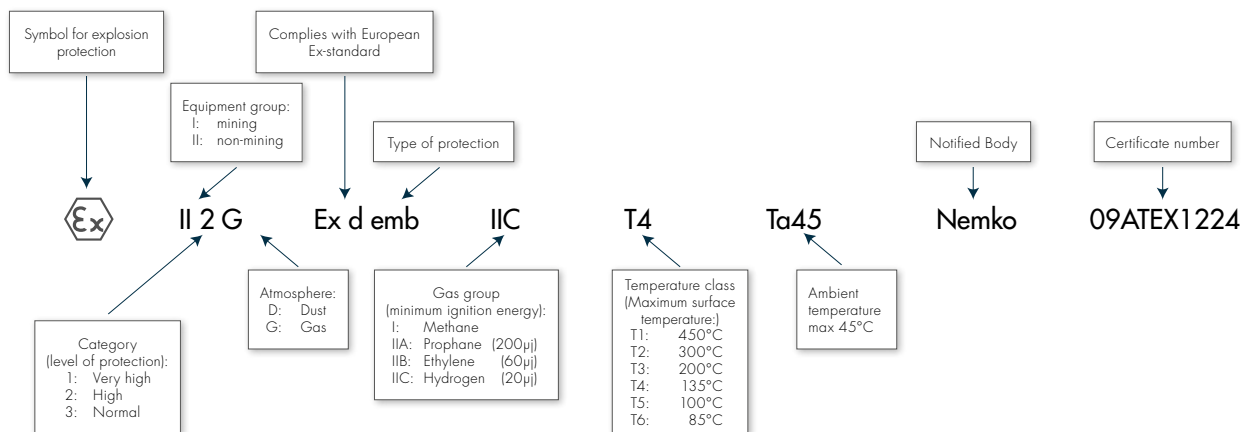 Symbol for explosion
protection
Complies with European
Ex-standard
Equipment group:
I: mining
II: non-mining
Type of protection
Notified Body
Certificate number
Ex II 2 G Ex d emb IIC T4 Ta45 Nemko 09ATEX1224
Category
(level of protection):
1: Very high
2: High
3: Normal
Atmosphere:
D: Dust
G: Gas
Gas group
(minimum ignition energy):
I: Methane
IIA: Prophane (200µj)
IIB: Ethylene (60µj)
IIC: Hydrogen (20µj)
Temperature class
(Maximum surface
temperature:)
T1: 450°C
T2: 300°C
T3: 200°C
T4: 135°C
T5: 100°C
T6: 85°C
Ambient
temperature
max 45°C